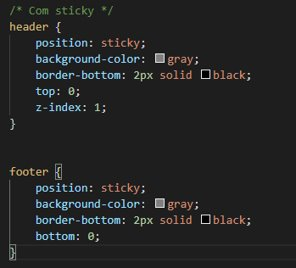 /* Com sticky */
header {
    position: sticky;
    background-color: gray;
    border-bottom: 2px solid black;
    top: 0;
    z-index: 1;
}
footer {
    position: sticky;
    background-color: gray;
    border-bottom: 2px solid black;
    bottom: 0;
}